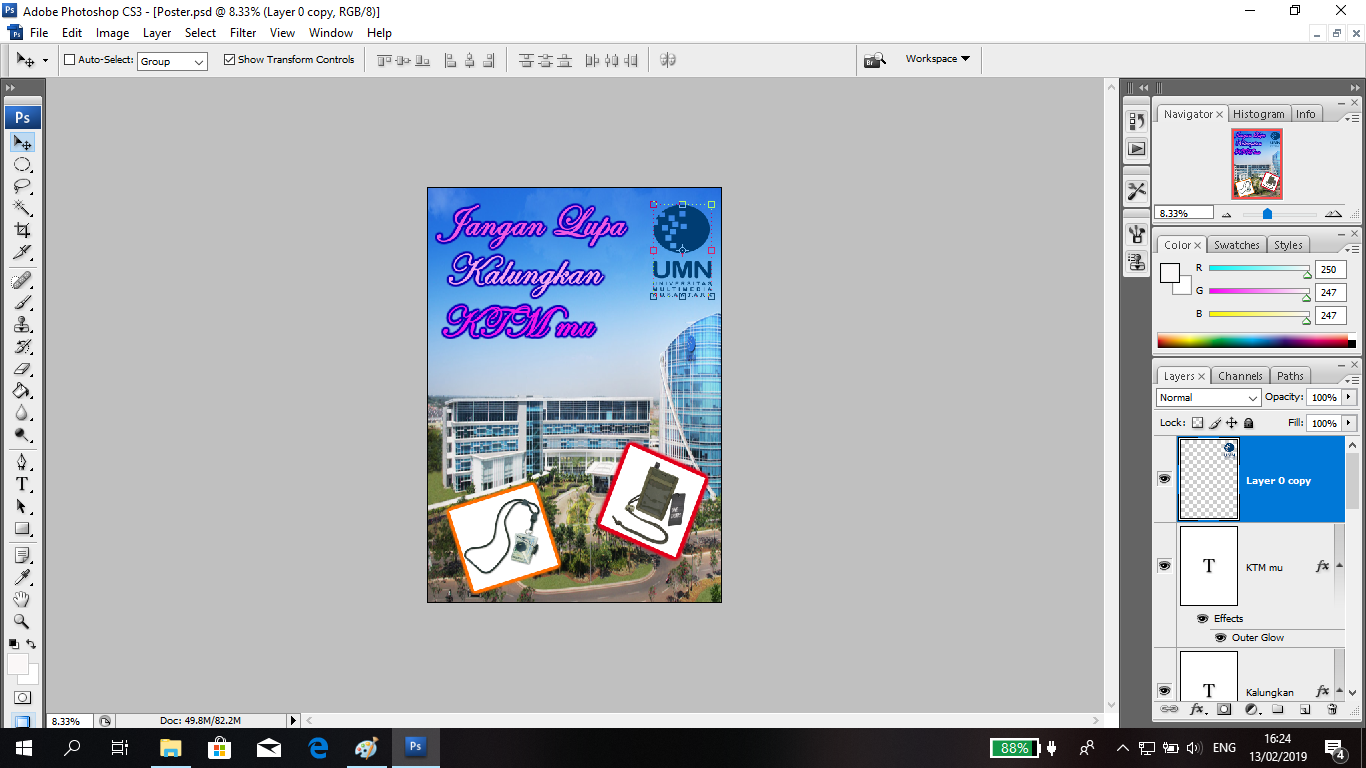 Adobe Photoshop CS3 - [Poster.psd @ 8.33% (Layer 0 copy, RGB/8)]
File Edit Image Layer Select Filter View Window Help
Auto-Select: Group Show Transform Controls Workspace
Ps
Jangan Lupa
Kalungkan
KTM mu
UMN
UNIVERSITAS
MULTIMEDIA
NUSANTARA
Navigator Histogram Info
8.33%
Color Swatches Styles
R 250
G 247
B 247
Layers Channels Paths
Normal Opacity: 100%
Lock: Fill: 100%
Layer 0 copy
T KTM mu fx
Effects
Outer Glow
T Kalungkan fx
8.33% Doc: 49.8M/82.2M
88% ENG 16:24
13/02/2019 4